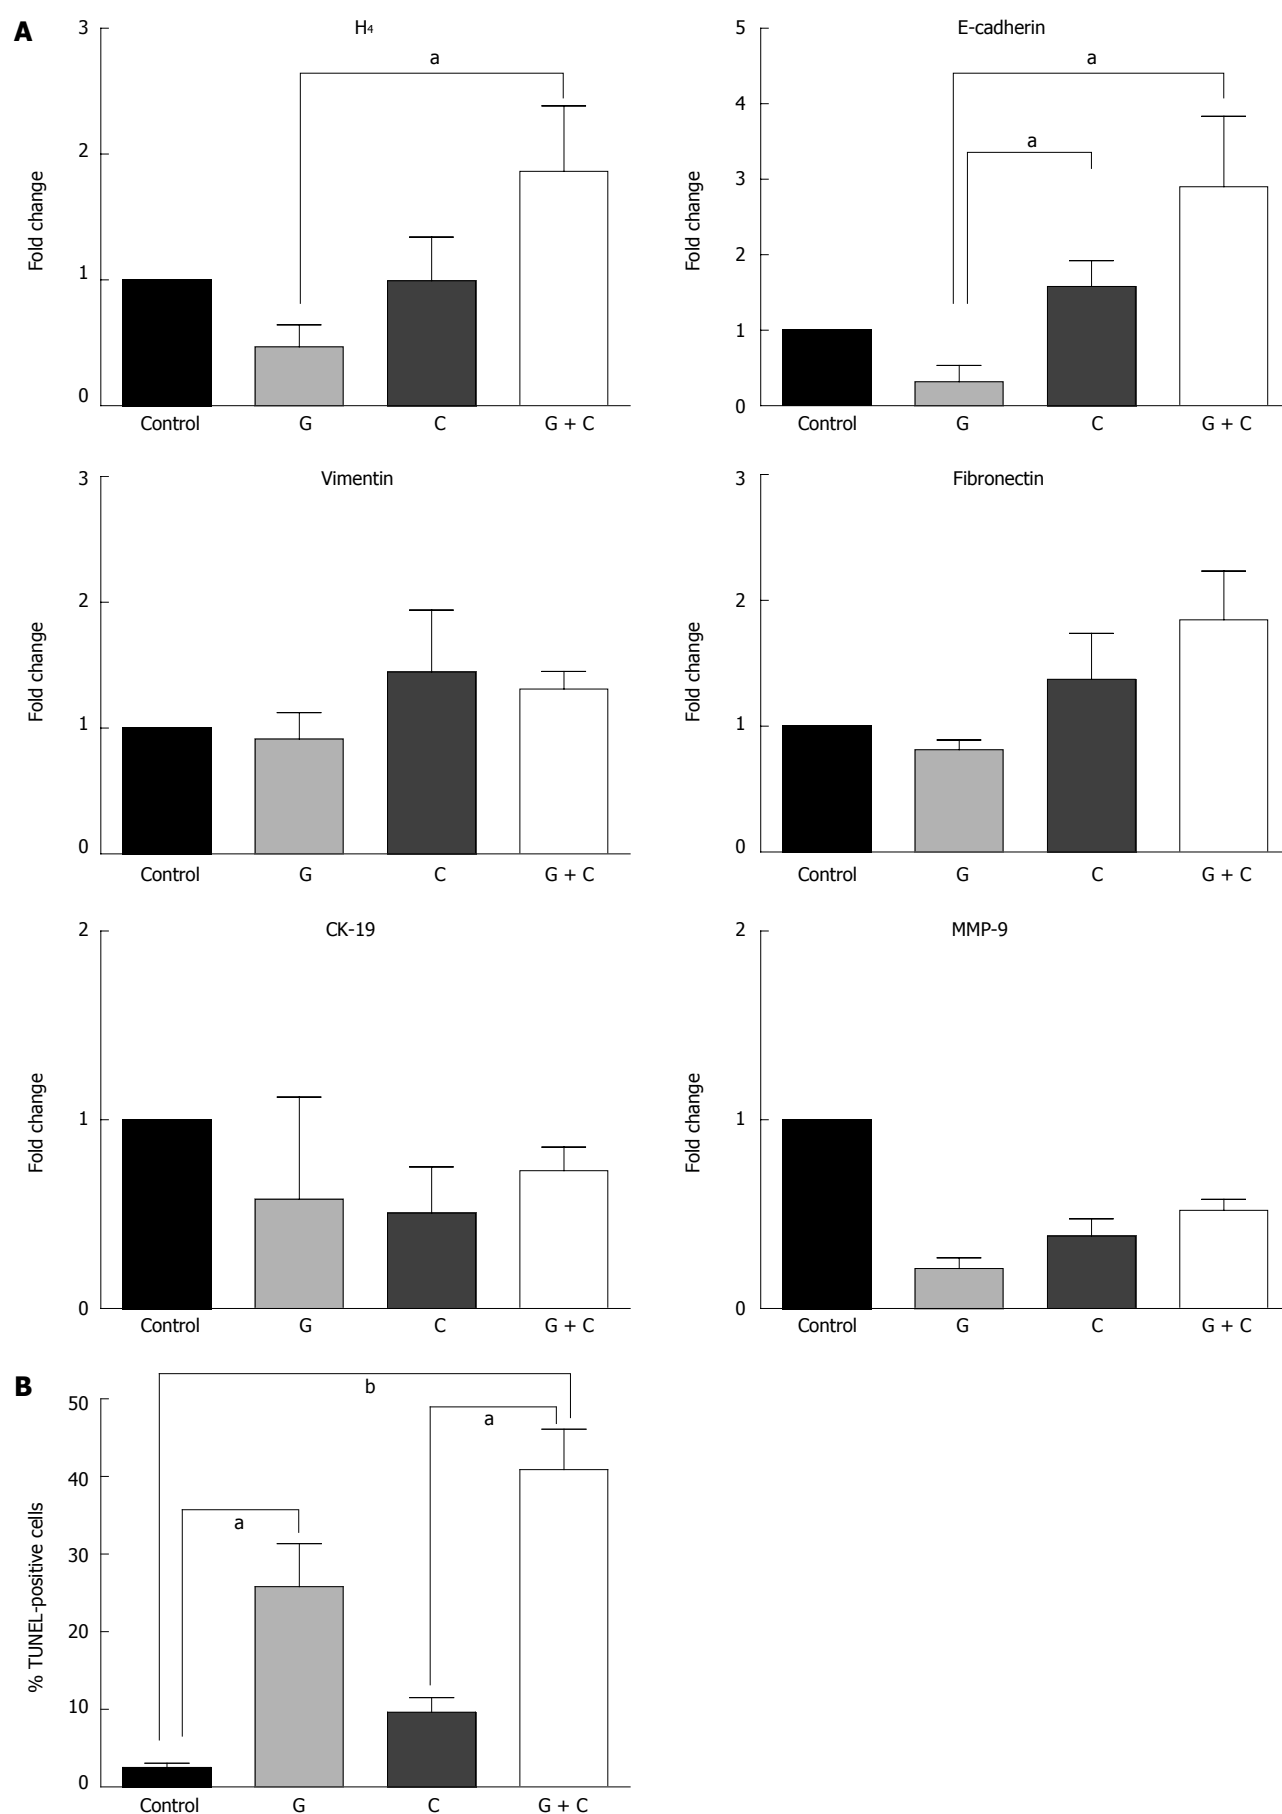 A
H4
E-cadherin
3
2
1
0
Fold change
a
Control G C G + C
5
4
3
2
1
0
Fold change
a
a
Control G C G + C
Vimentin
Fibronectin
3
2
1
0
Fold change
Control G C G + C
3
2
1
0
Fold change
Control G C G + C
CK-19
MMP-9
2
1
0
Fold change
Control G C G + C
2
1
0
Fold change
Control G C G + C
B
50
40
30
20
10
0
% TUNEL-positive cells
b
a
a
Control G C G + C